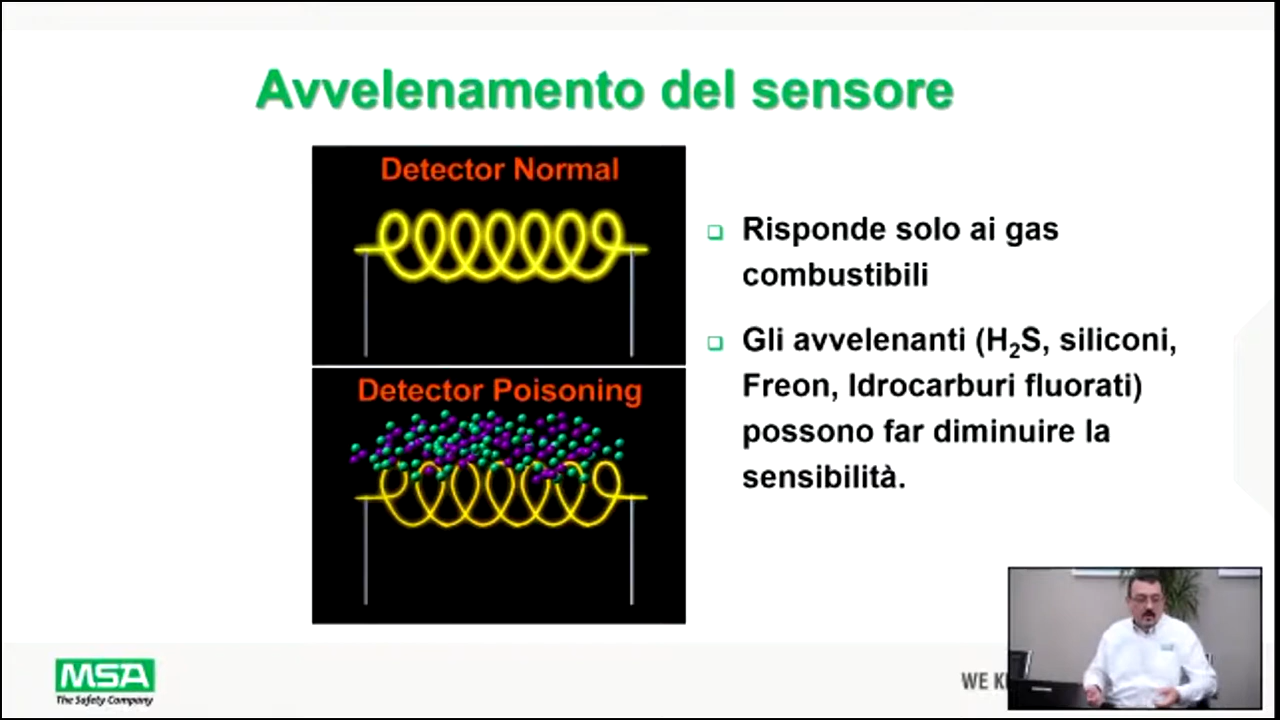 Avvelenamento del sensore
Detector Normal
Detector Poisoning
❑ Risponde solo ai gas
combustibili
❑ Gli avvelenanti (H₂S, siliconi,
Freon, Idrocarburi fluorati)
possono far diminuire la
sensibilità.
MSA
The Safety Company
WE